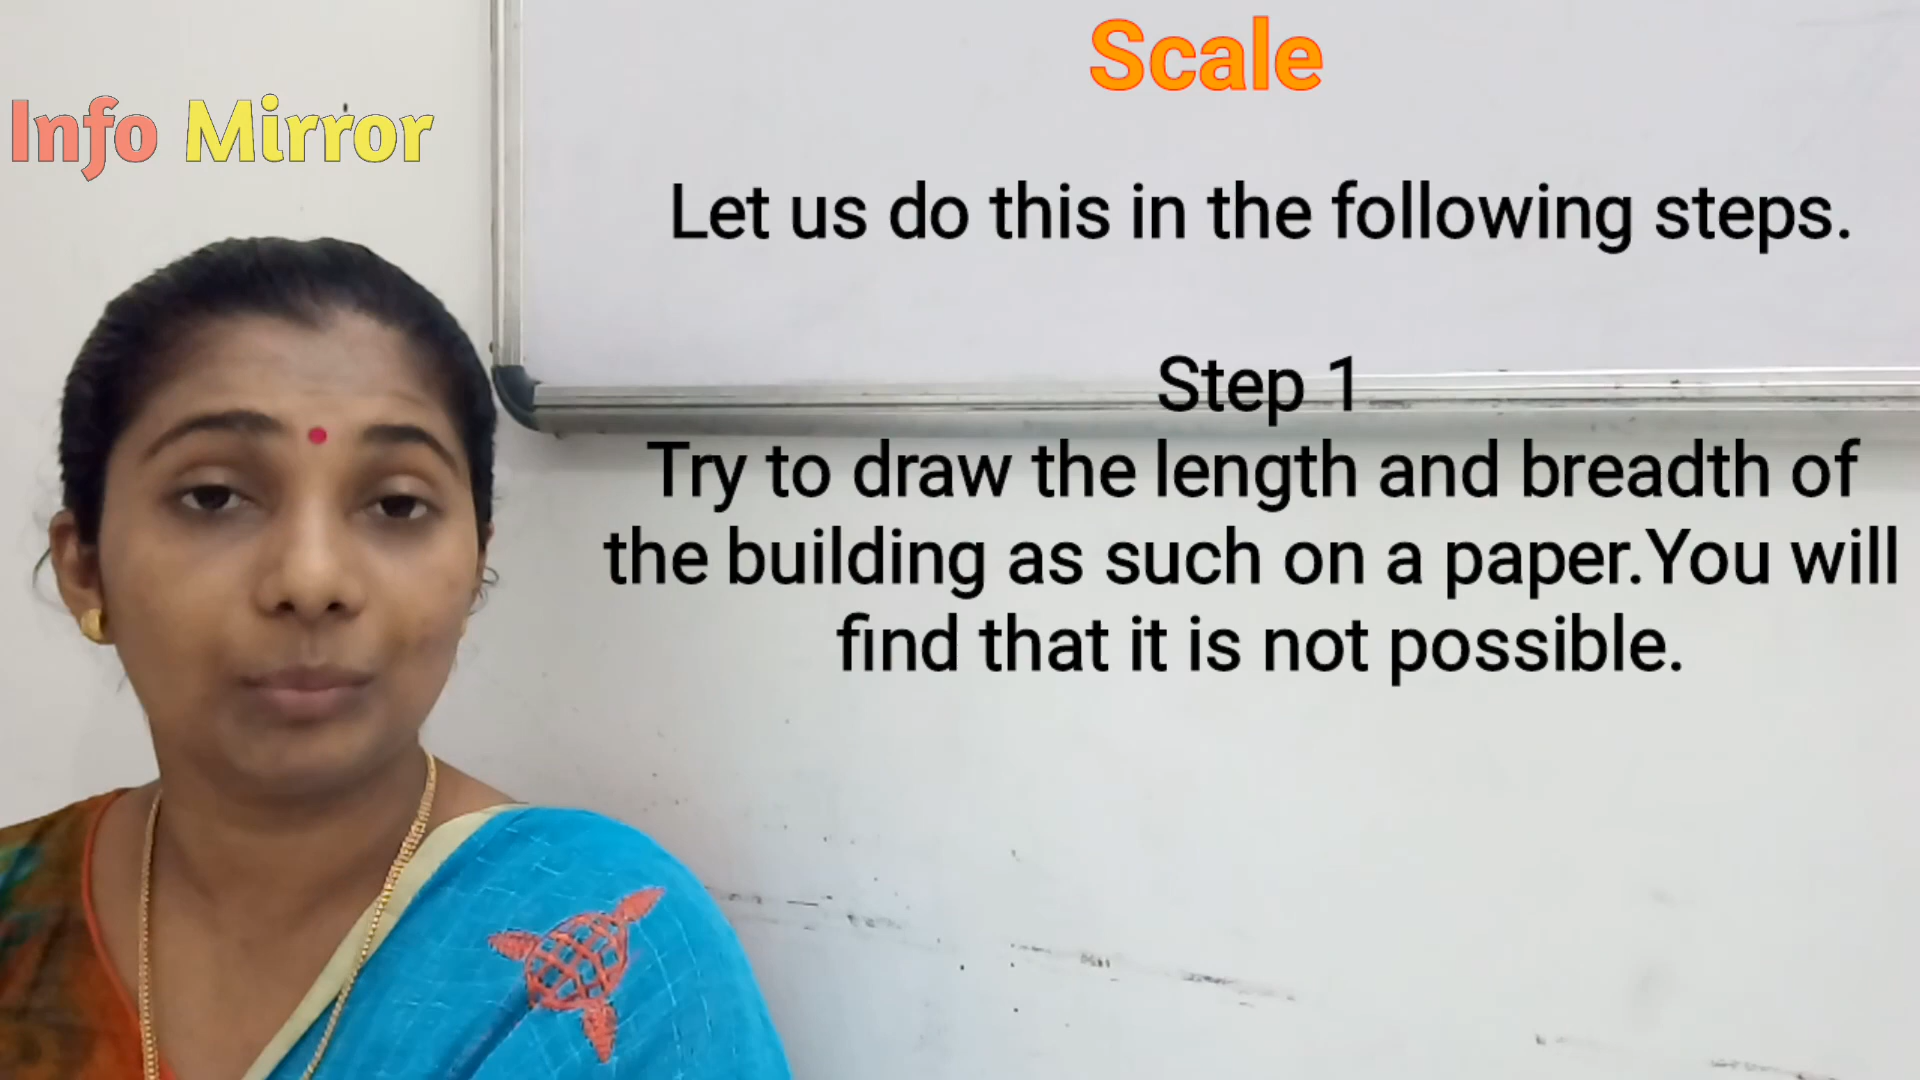 Scale
Info Mirror
Let us do this in the following steps.
Step 1
Try to draw the length and breadth of
the building as such on a paper.You will
find that it is not possible.